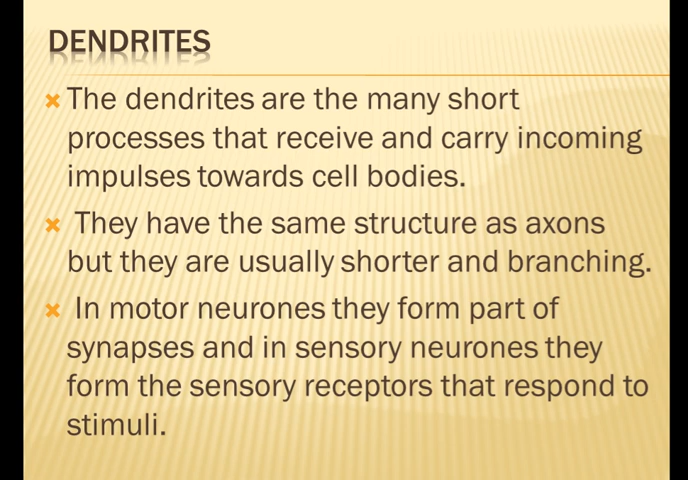 DENDRITES
The dendrites are the many short
processes that receive and carry incoming
impulses towards cell bodies.
They have the same structure as axons
but they are usually shorter and branching.
In motor neurones they form part of
synapses and in sensory neurones they
form the sensory receptors that respond to
stimuli.